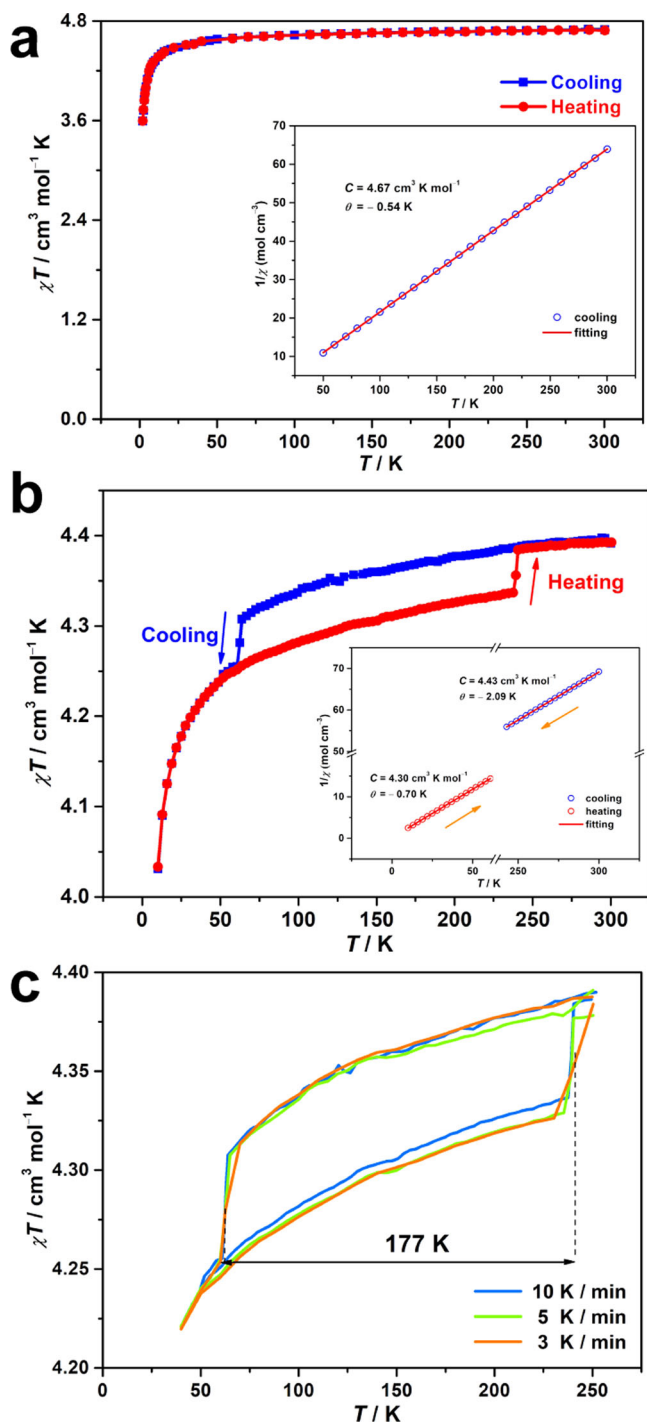 a
4.8
3.6
2.4
1.2
0.0
χT / cm³ mol⁻¹ K
Cooling
Heating
70
60
50
40
30
20
10
1/χ (mol cm⁻³)
C = 4.67 cm³ K mol⁻¹
θ = − 0.54 K
cooling
fitting
50 100 150 200 250 300
T / K
0 50 100 150 200 250 300
T / K
b
4.4
4.3
4.2
4.1
4.0
χT / cm³ mol⁻¹ K
Cooling
Heating
70
60
50
10
0
1/χ (mol cm⁻³)
C = 4.43 cm³ K mol⁻¹
θ = − 2.09 K
C = 4.30 cm³ K mol⁻¹
θ = − 0.70 K
cooling
heating
fitting
0 50 240 300
T / K
0 50 100 150 200 250 300
T / K
c
4.40
4.35
4.30
4.25
4.20
χT / cm³ mol⁻¹ K
177 K
10 K / min
5 K / min
3 K / min
0 50 100 150 200 250
T / K